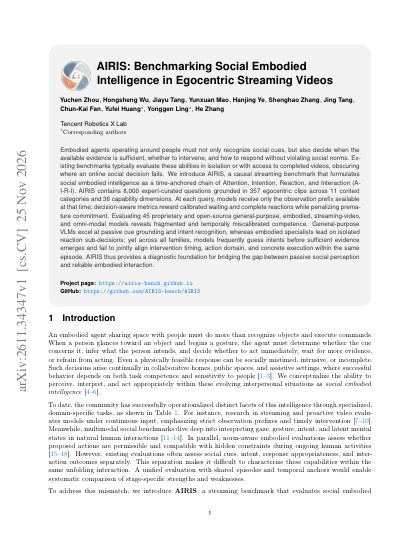 AIRIS: Benchmarking Social Embodied
Intelligence in Egocentric Streaming Videos
Yuchen Zhou, Hongsheng Wu, Jiayu Tang, Yunxuan Mao, Hanjing Ye, Shenghao Zhang, Jing Tang,
Chun-Kai Fan, Yufei Huang*, Yonggen Ling*, He Zhang
Tencent Robotics X Lab
*Corresponding authors
Embodied agents operating around people must not only recognize social cues, but also decide when the
available evidence is sufficient, whether to intervene, and how to respond without violating social norms. Ex-
isting benchmarks typically evaluate these abilities in isolation or with access to completed videos, obscuring
where an online social decision fails. We introduce AIRIS, a causal streaming benchmark that formulates
social embodied intelligence as a time-anchored chain of Attention, Intention, Reaction, and Interaction (A-
I-R-I). AIRIS contains 8,000 expert-curated questions grounded in 357 egocentric clips across 11 context
categories and 36 capability dimensions. At each query, models receive only the observation prefix available
at that time; decision-aware metrics reward calibrated waiting and complete reactions while penalizing prema-
ture commitment. Evaluating 45 proprietary and open-source general-purpose, embodied, streaming-video,
and omni-modal models reveals fragmented and temporally miscalibrated competence. General-purpose
VLMs excel at passive cue grounding and intent recognition, whereas embodied specialists lead on isolated
reaction sub-decisions; yet across all families, models frequently guess intents before sufficient evidence
emerges and fail to jointly align intervention timing, action domain, and concrete execution within the same
episode. AIRIS thus provides a diagnostic foundation for bridging the gap between passive social perception
and reliable embodied interaction.
Project page: https://airis-bench.github.io/AIRIS/
GitHub: https://github.com/AIRIS-bench/AIRIS
arXiv:2611.34347v1 [cs.CV] 25 Nov 2026
1 Introduction
An embodied agent sharing space with people must do more than recognize objects and execute commands.
When a person glances toward an object and begins a gesture, the agent must determine whether the cue
concerns it, infer what the person intends, and decide whether to act immediately, wait for more evidence,
or refrain from acting. Even a physically feasible response can be socially mistimed, intrusive, or incomplete.
Such decisions arise continually in collaborative homes, public spaces, and assistive settings, where successful
behavior depends on both task competence and sensitivity to people [1–3]. We conceptualize the ability to
perceive, interpret, and act appropriately within these evolving interpersonal situations as social embodied
intelligence [4–6].
To date, the community has successfully operationalized distinct facets of this intelligence through specialized,
domain-specific tasks, as shown in Table 1. For instance, research in streaming and proactive video evalu-
ates models under continuous input, emphasizing strict observation prefixes and timely intervention [7–10].
Meanwhile, multimodal social benchmarks dive deep into interpreting gaze, gesture, intent, and latent mental
states in natural human interactions [11–14]. In parallel, norm-aware embodied evaluations assess whether
proposed actions are permissible and compatible with hidden constraints during ongoing human activities
[15–18]. However, existing evaluations often assess social cues, intent, response appropriateness, and inter-
action outcomes separately. This separation makes it difficult to characterize these capabilities within the
same unfolding interaction. A unified evaluation with shared episodes and temporal anchors would enable
systematic comparison of stage-specific strengths and weaknesses.
To address this mismatch, we introduce AIRIS, a streaming benchmark that evaluates social embodied
1